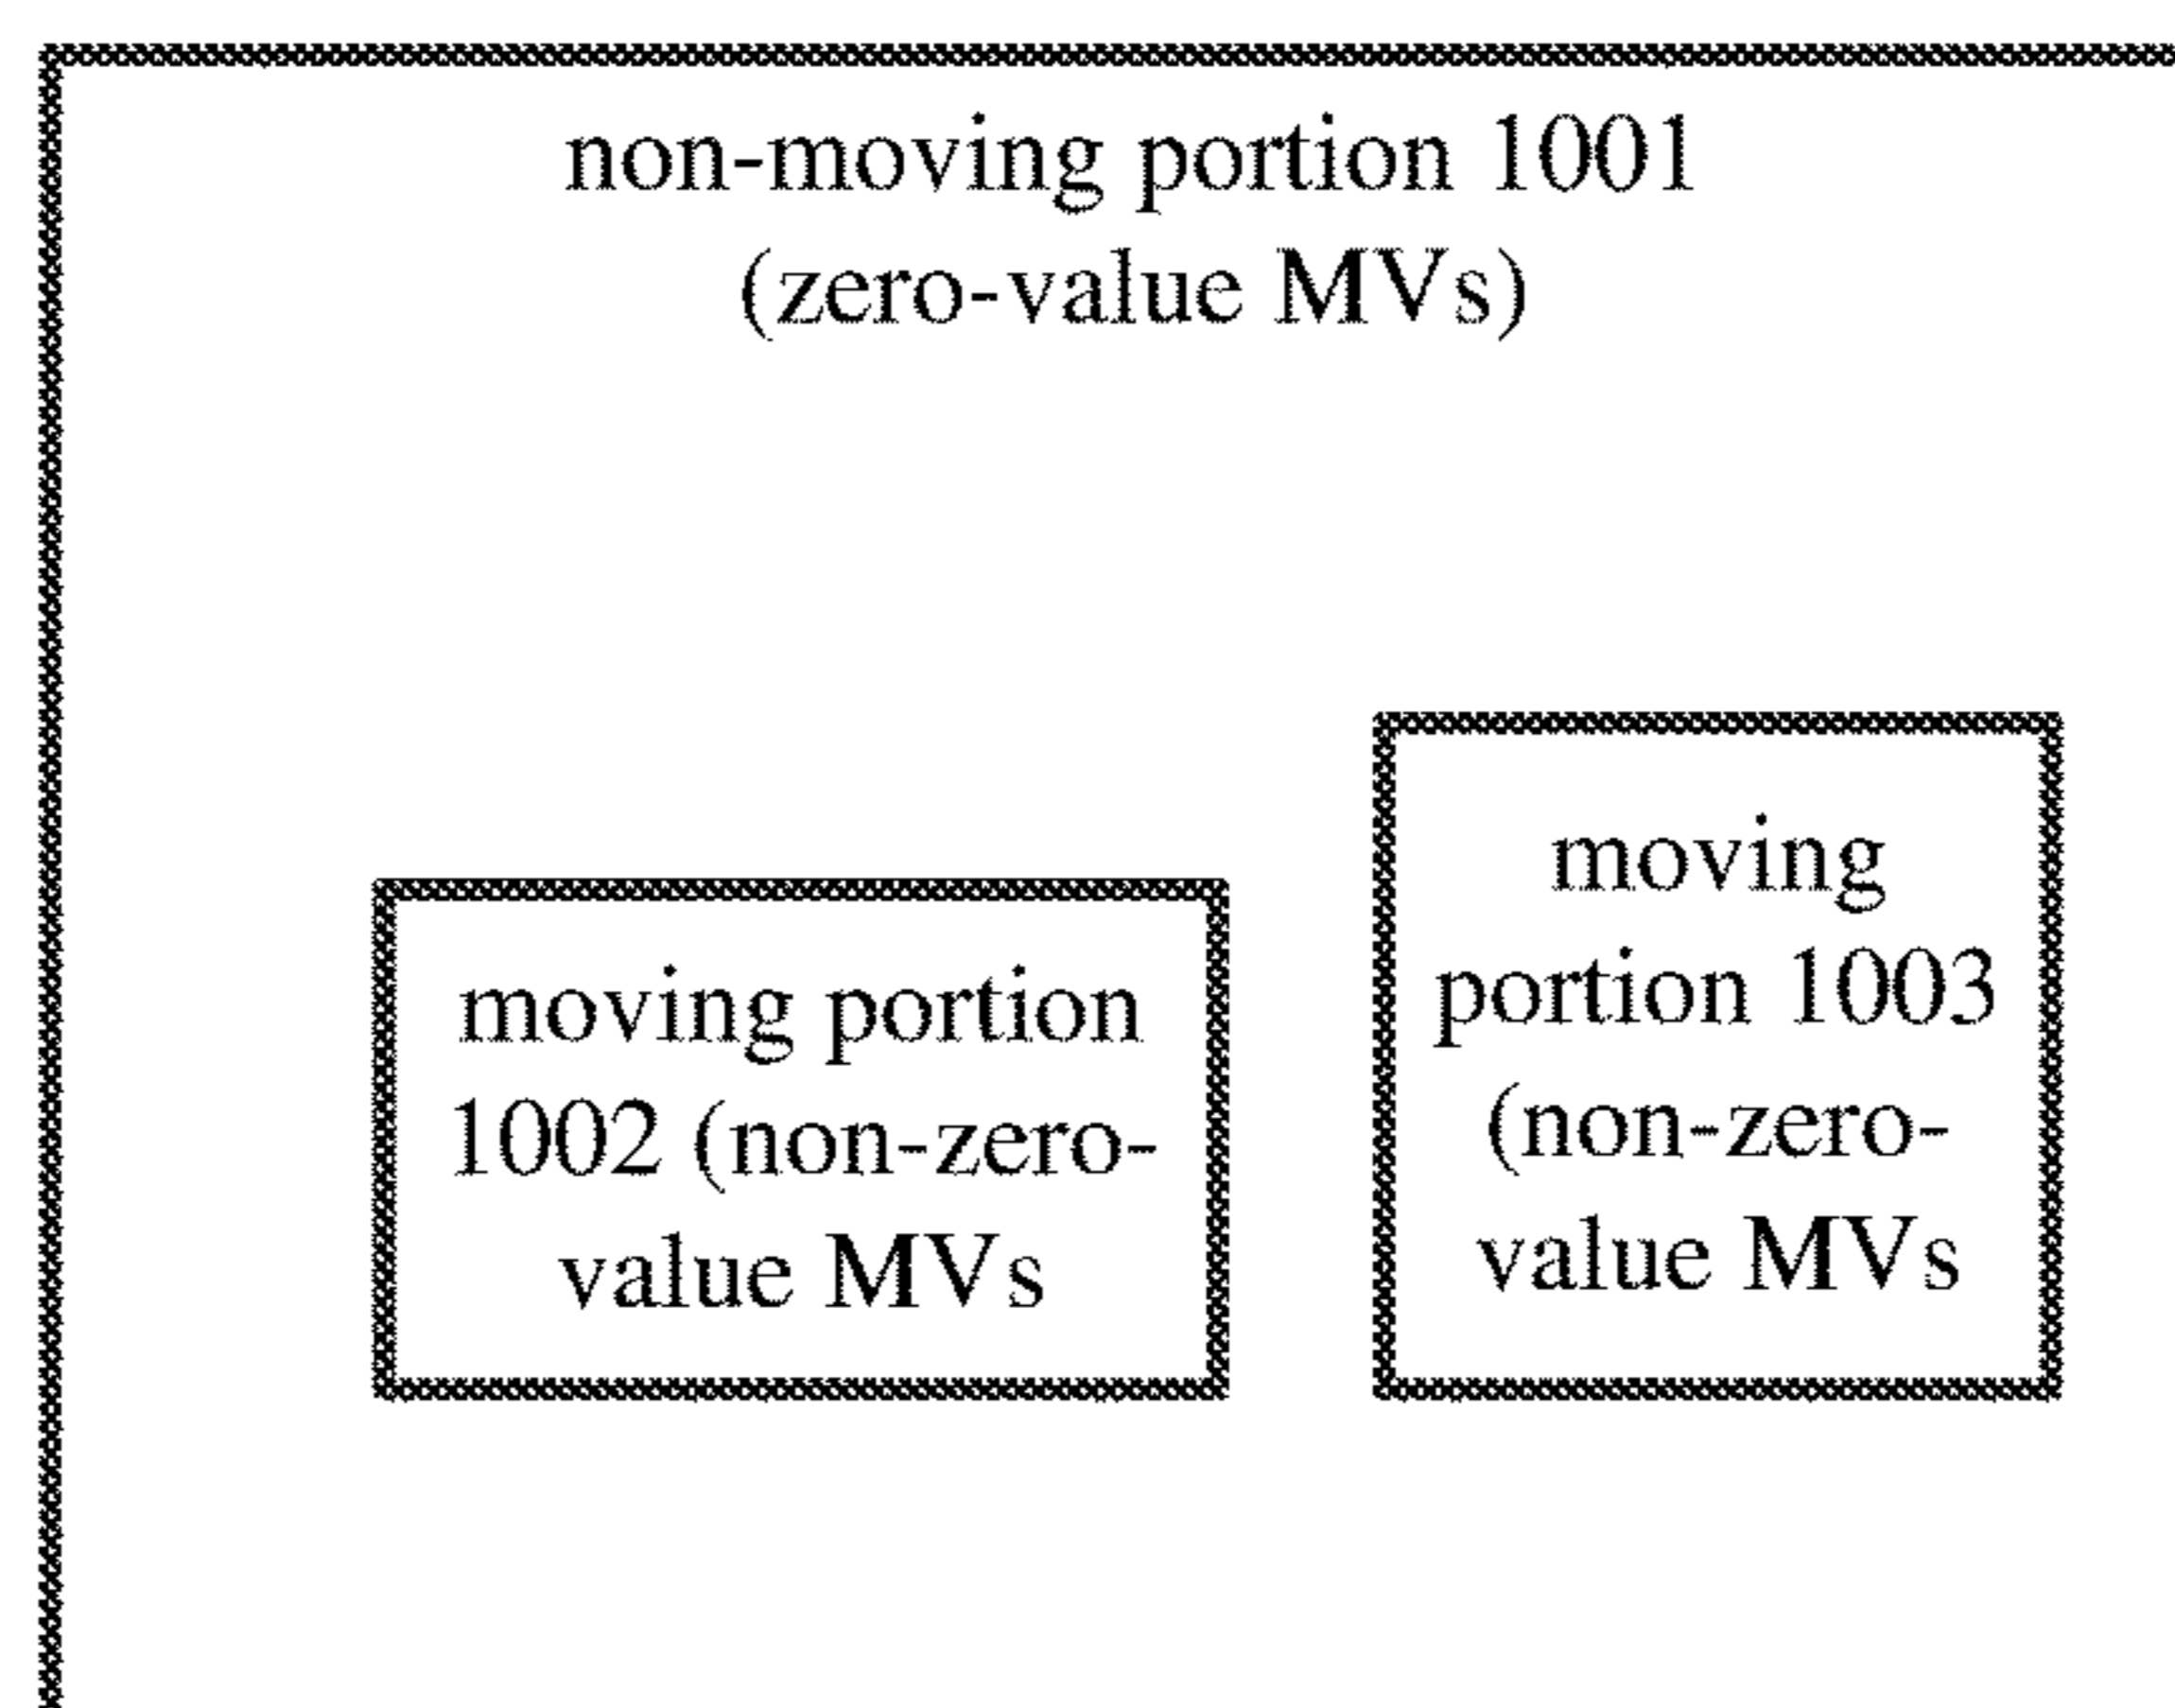 non-moving portion 1001
(zero-value MVs)
moving portion
1002 (non-zero-
value MVs
moving
portion 1003
(non-zero-
value MVs